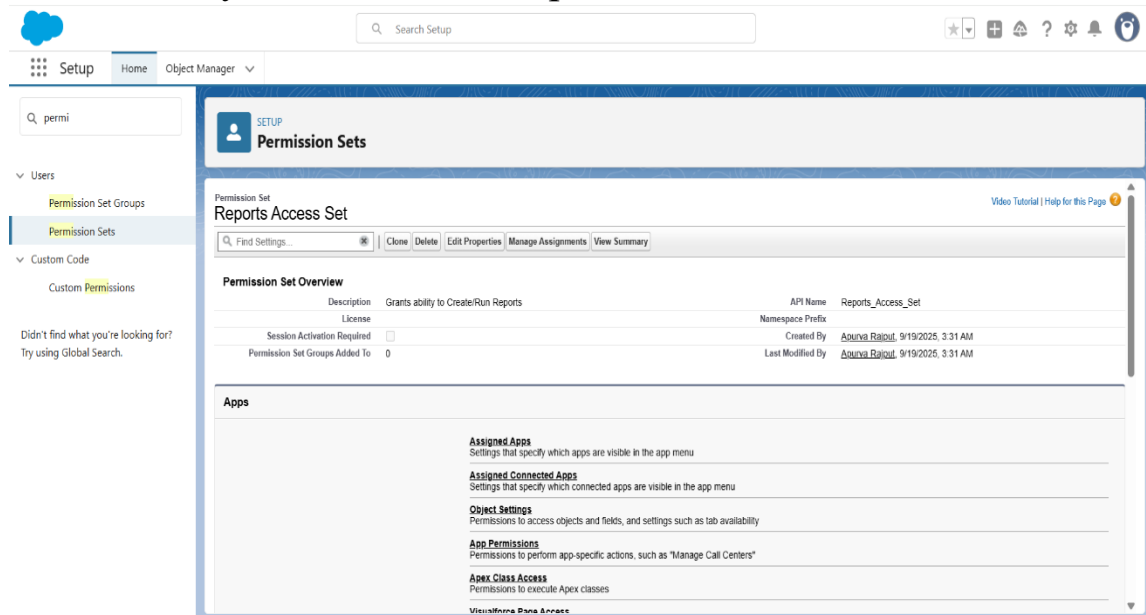 Search Setup
Setup Home Object Manager
permi
Users
Permission Set Groups
Permission Sets
Custom Code
Custom Permissions
Didn't find what you're looking for?
Try using Global Search.
SETUP
Permission Sets
Permission Set
Reports Access Set
Video Tutorial | Help for this Page
Find Settings... | Clone Delete Edit Properties Manage Assignments View Summary
Permission Set Overview
Description Grants ability to Create/Run Reports API Name Reports_Access_Set
License Namespace Prefix
Session Activation Required Created By Apurva Rajput, 9/19/2025, 3:31 AM
Permission Set Groups Added To 0 Last Modified By Apurva Rajput, 9/19/2025, 3:31 AM
Apps
Assigned Apps
Settings that specify which apps are visible in the app menu
Assigned Connected Apps
Settings that specify which connected apps are visible in the app menu
Object Settings
Permissions to access objects and fields, and settings such as tab availability
App Permissions
Permissions to perform app-specific actions, such as "Manage Call Centers"
Apex Class Access
Permissions to execute Apex classes
Visualforce Page Access